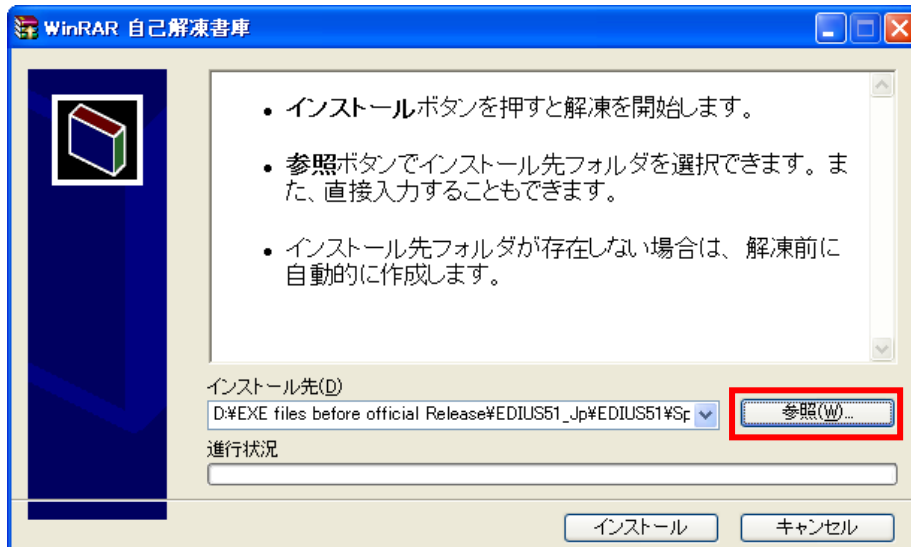 WinRAR 自己解凍書庫
• インストールボタンを押すと解凍を開始します。
• 参照ボタンでインストール先フォルダを選択できます。ま
た、直接入力することもできます。
• インストール先フォルダが存在しない場合は、解凍前に
自動的に作成します。
インストール先(D)
D:¥EXE files before official Release¥EDIUS51_Jp¥EDIUS51¥Sp
参照(W)...
進行状況
インストール
キャンセル